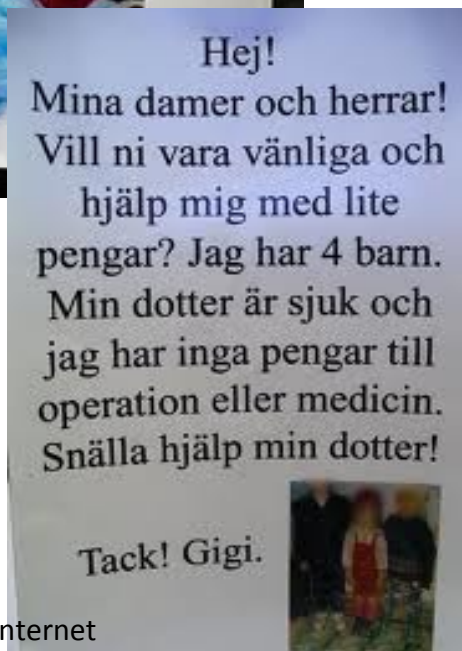 Hej!
Mina damer och herrar!
Vill ni vara vänliga och
hjälp mig med lite
pengar? Jag har 4 barn.
Min dotter är sjuk och
jag har inga pengar till
operation eller medicin.
Snälla hjälp min dotter!
Tack! Gigi.
nternet